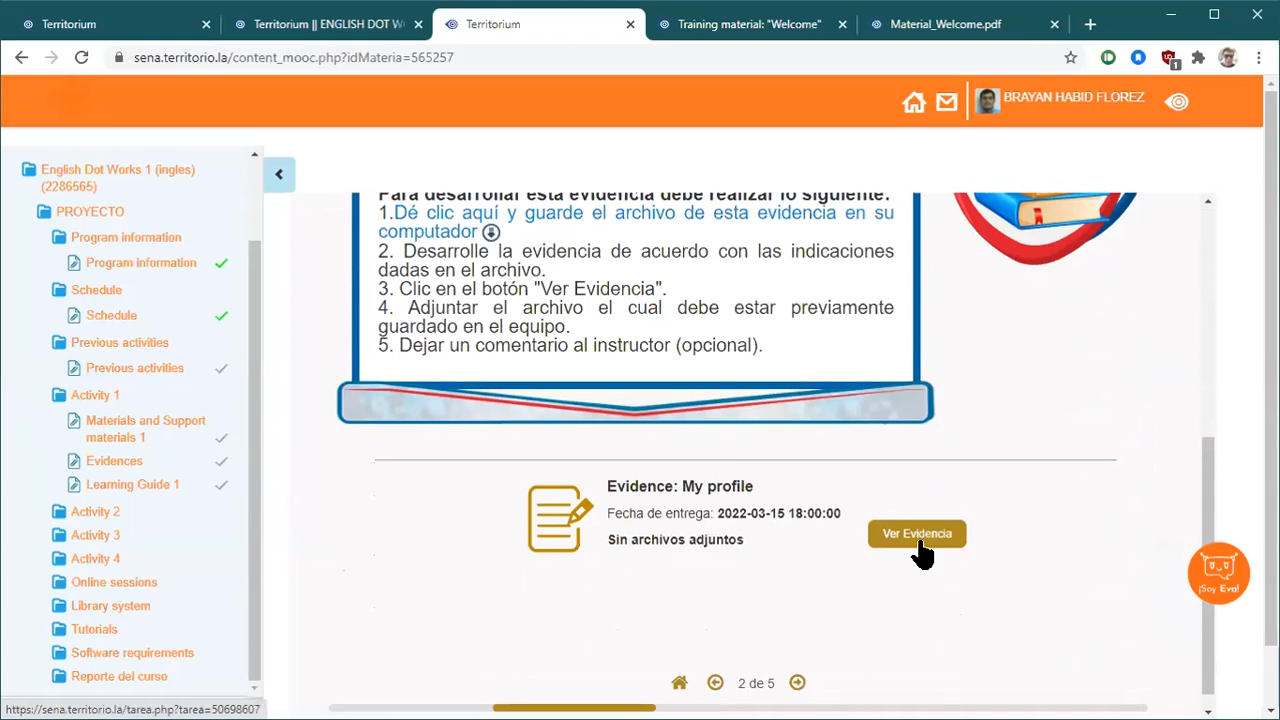 Territorium
Territorium || ENGLISH DOT W
Territorium
Training material: "Welcome"
Material_Welcome.pdf
sena.territorio.la/content_mooc.php?idMateria=565257
1
BRAYAN HABID FLOREZ
English Dot Works 1 (ingles)
(2286565)
PROYECTO
Program information
Program information
Schedule
Schedule
Previous activities
Previous activities
Activity 1
Materials and Support
materials 1
Evidences
Learning Guide 1
Activity 2
Activity 3
Activity 4
Online sessions
Library system
Tutorials
Software requirements
Reporte del curso
Para desarrollar esta evidencia debe realizar lo siguiente:
1.Dé clic aquí y guarde el archivo de esta evidencia en su
computador
2. Desarrolle la evidencia de acuerdo con las indicaciones
dadas en el archivo.
3. Clic en el botón "Ver Evidencia".
4. Adjuntar el archivo el cual debe estar previamente
guardado en el equipo.
5. Dejar un comentario al instructor (opcional).
Evidence: My profile
Fecha de entrega: 2022-03-15 18:00:00
Sin archivos adjuntos
Ver Evidencia
¡Soy Eva!
2 de 5
https://sena.territorio.la/tarea.php?tarea=50698607